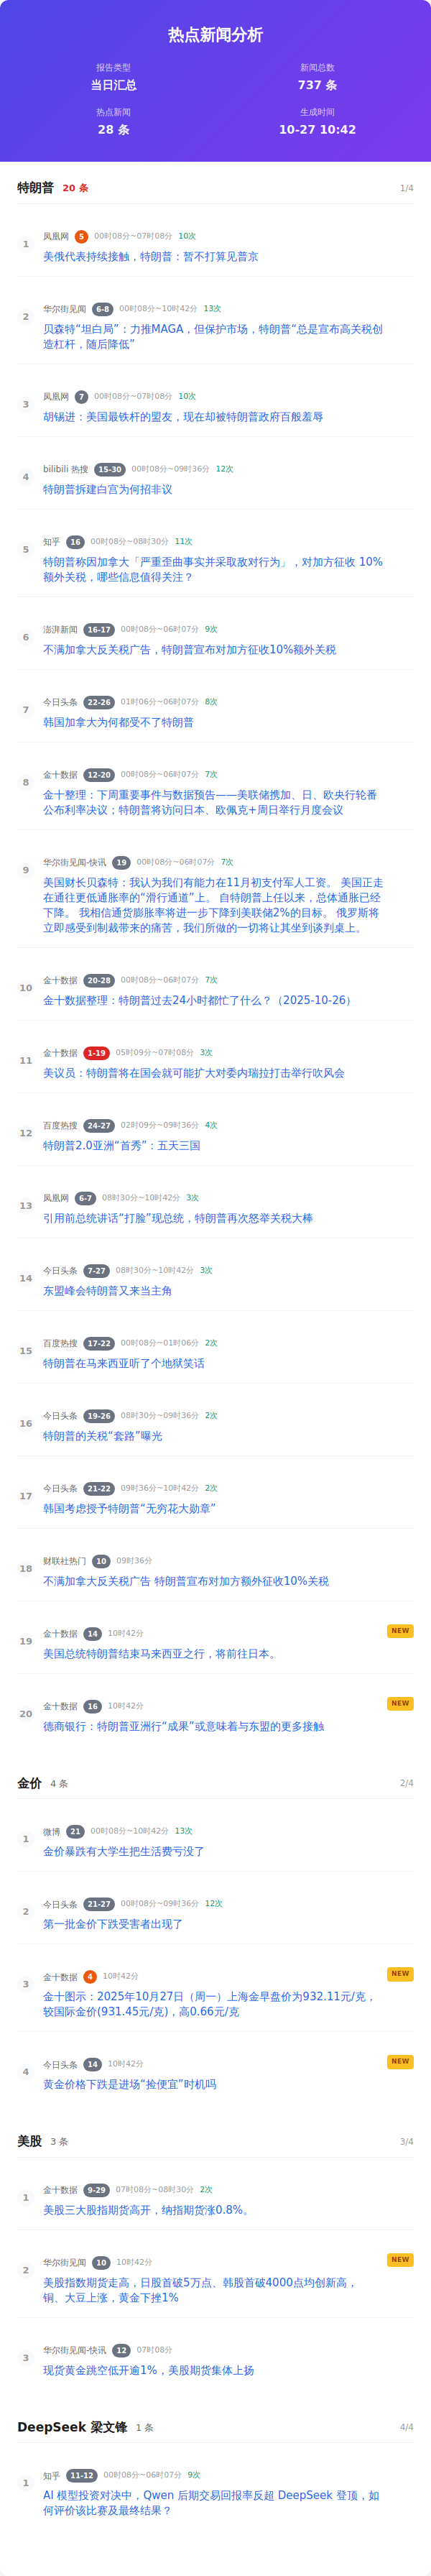 热点新闻分析
报告类型
新闻总数
当日汇总
737 条
热点新闻
生成时间
28 条
10-27 10:42
特朗普 20 条 1/4
1
凤凰网 5 00时08分~07时08分 10次
美俄代表持续接触，特朗普：暂不打算见普京
2
华尔街见闻 6-8 00时08分~10时42分 13次
贝森特“坦白局”：力推MAGA，但保护市场，特朗普“总是宣布高关税创
造杠杆，随后降低”
3
凤凰网 7 00时08分~07时08分 10次
胡锡进：美国最铁杆的盟友，现在却被特朗普政府百般羞辱
4
bilibili 热搜 15-30 00时08分~09时36分 12次
特朗普拆建白宫为何招非议
5
知乎 16 00时08分~08时30分 11次
特朗普称因加拿大「严重歪曲事实并采取敌对行为」，对加方征收 10%
额外关税，哪些信息值得关注？
6
澎湃新闻 16-17 00时08分~06时07分 9次
不满加拿大反关税广告，特朗普宣布对加方征收10%额外关税
7
今日头条 22-26 01时06分~06时07分 8次
韩国加拿大为何都受不了特朗普
8
金十数据 12-20 00时08分~06时07分 7次
金十整理：下周重要事件与数据预告——美联储携加、日、欧央行轮番
公布利率决议；特朗普将访问日本、欧佩克+周日举行月度会议
9
华尔街见闻-快讯 19 00时08分~06时07分 7次
美国财长贝森特：我认为我们有能力在11月初支付军人工资。 美国正走
在通往更低通胀率的“滑行通道”上。 自特朗普上任以来，总体通胀已经
下降。 我相信通货膨胀率将进一步下降到美联储2%的目标。 俄罗斯将
立即感受到制裁带来的痛苦，我们所做的一切将让其坐到谈判桌上。
10
金十数据 20-28 00时08分~06时07分 7次
金十数据整理：特朗普过去24小时都忙了什么？（2025-10-26）
11
金十数据 1-19 05时09分~07时08分 3次
美议员：特朗普将在国会就可能扩大对委内瑞拉打击举行吹风会
12
百度热搜 24-27 02时09分~09时36分 4次
特朗普2.0亚洲“首秀”：五天三国
13
凤凰网 6-7 08时30分~10时42分 3次
引用前总统讲话“打脸”现总统，特朗普再次怒举关税大棒
14
今日头条 7-27 08时30分~10时42分 3次
东盟峰会特朗普又来当主角
15
百度热搜 17-22 00时08分~01时06分 2次
特朗普在马来西亚听了个地狱笑话
16
今日头条 19-26 08时30分~09时36分 2次
特朗普的关税“套路”曝光
17
今日头条 21-22 09时36分~10时42分 2次
韩国考虑授予特朗普“无穷花大勋章”
18
财联社热门 10 09时36分
不满加拿大反关税广告 特朗普宣布对加方额外征收10%关税
NEW
19
金十数据 14 10时42分
美国总统特朗普结束马来西亚之行，将前往日本。
NEW
20
金十数据 16 10时42分
德商银行：特朗普亚洲行“成果”或意味着与东盟的更多接触
金价 4 条 2/4
1
微博 21 00时08分~10时42分 13次
金价暴跌有大学生把生活费亏没了
2
今日头条 21-27 00时08分~09时36分 12次
第一批金价下跌受害者出现了
NEW
3
金十数据 4 10时42分
金十图示：2025年10月27日（周一）上海金早盘价为932.11元/克，
较国际金价(931.45元/克)，高0.66元/克
NEW
4
今日头条 14 10时42分
黄金价格下跌是进场“捡便宜”时机吗
美股 3 条 3/4
1
金十数据 9-29 07时08分~08时30分 2次
美股三大股指期货高开，纳指期货涨0.8%。
NEW
2
华尔街见闻 10 10时42分
美股指数期货走高，日股首破5万点、韩股首破4000点均创新高，
铜、大豆上涨，黄金下挫1%
3
华尔街见闻-快讯 12 07时08分
现货黄金跳空低开逾1%，美股期货集体上扬
DeepSeek 梁文锋 1 条 4/4
1
知乎 11-12 00时08分~06时07分 9次
AI 模型投资对决中，Qwen 后期交易回报率反超 DeepSeek 登顶，如
何评价该比赛及最终结果？